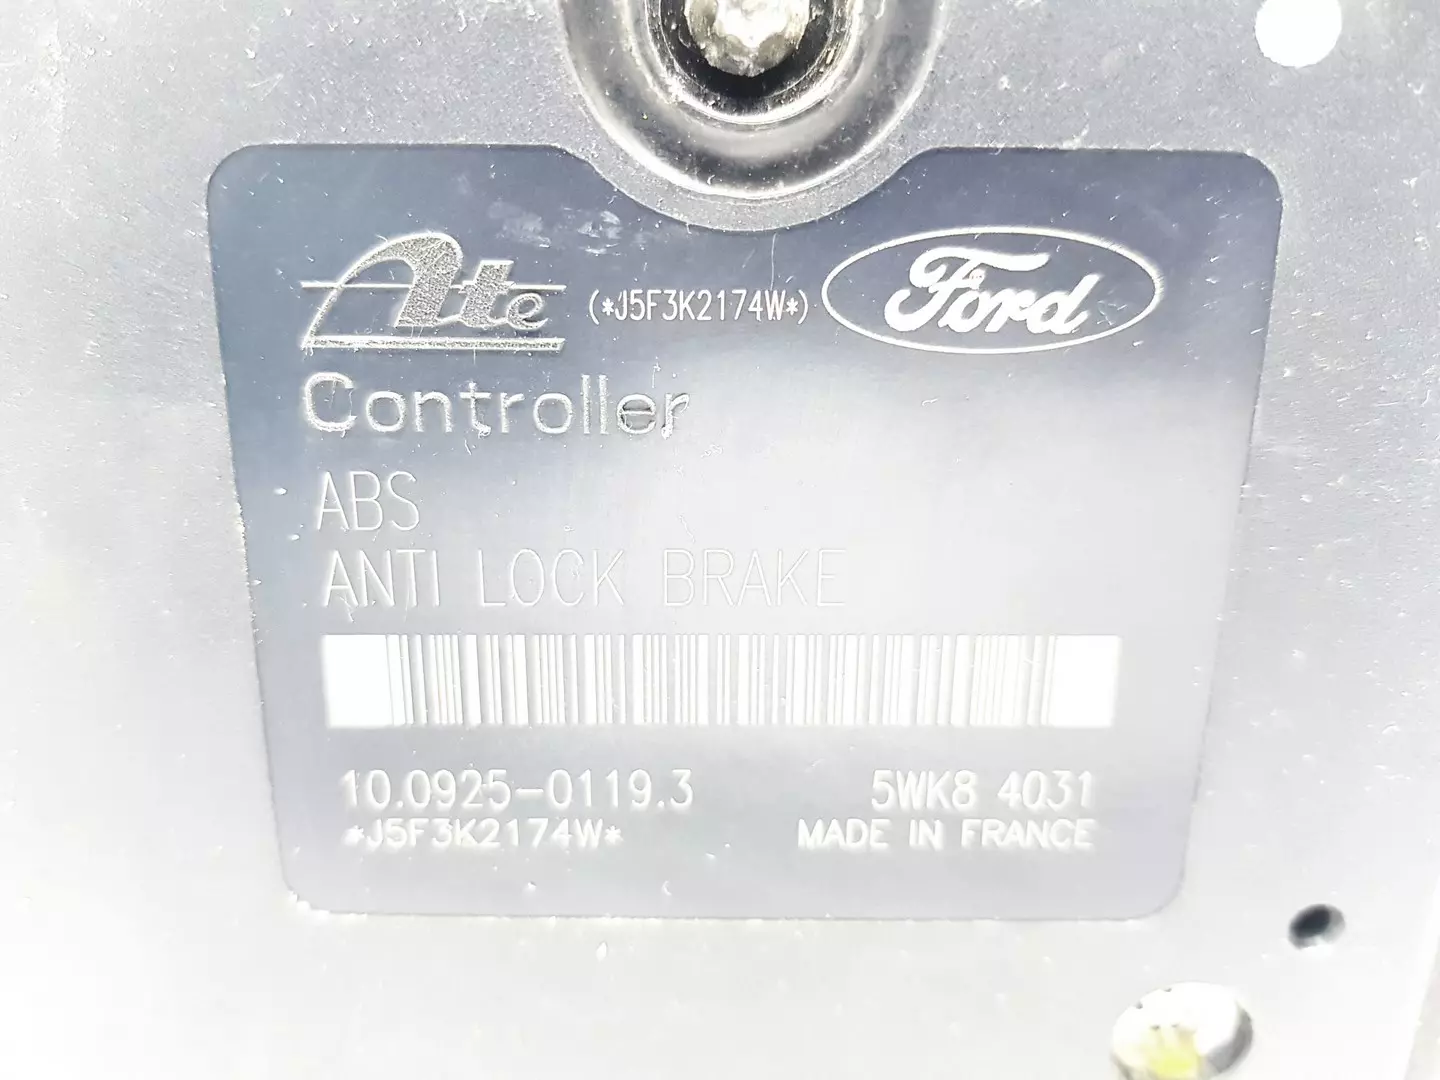 Ate (*J5F3K2174W*) Ford
Controller
ABS
ANTI LOCK BRAKE
10.0925-0119.3 5WK8 4031
*J5F3K2174W* MADE IN FRANCE